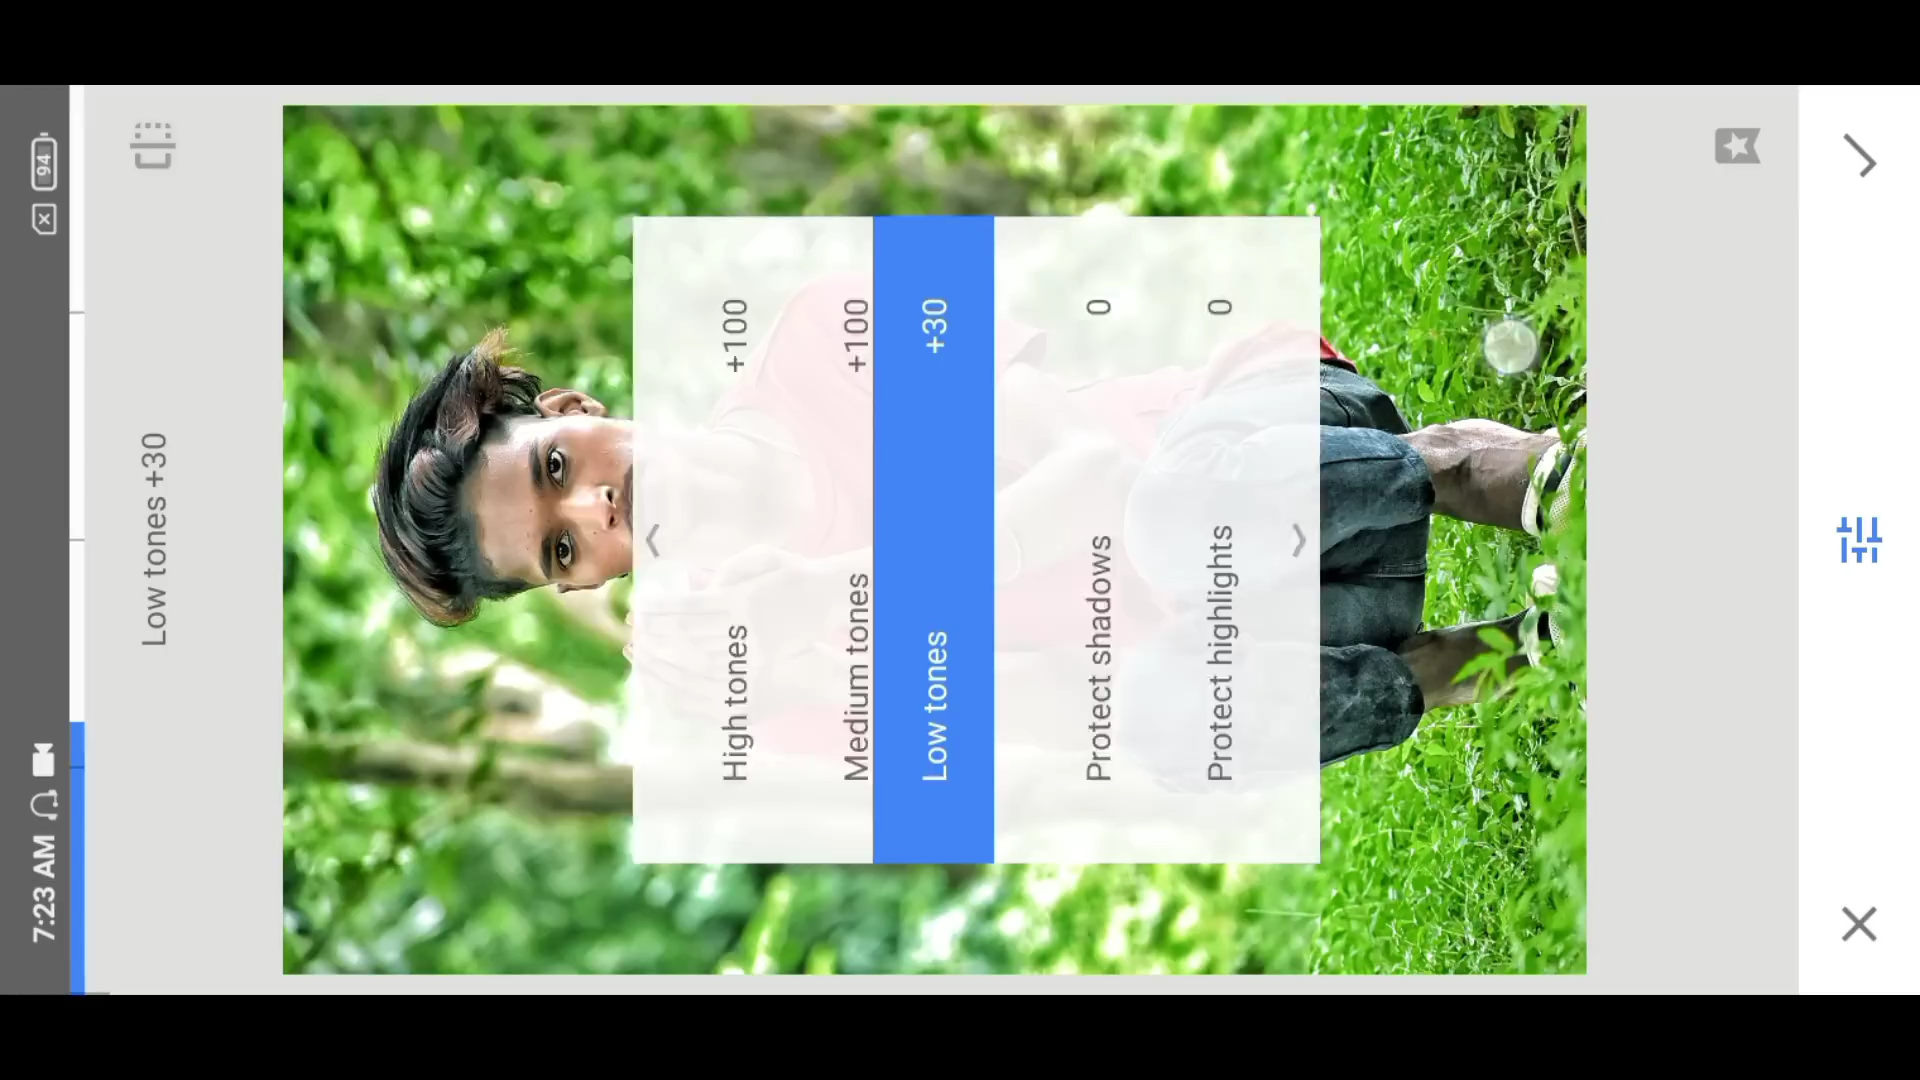 7:23 AM
94
Low tones +30
High tones +100
Medium tones +100
Low tones +30
Protect shadows 0
Protect highlights 0